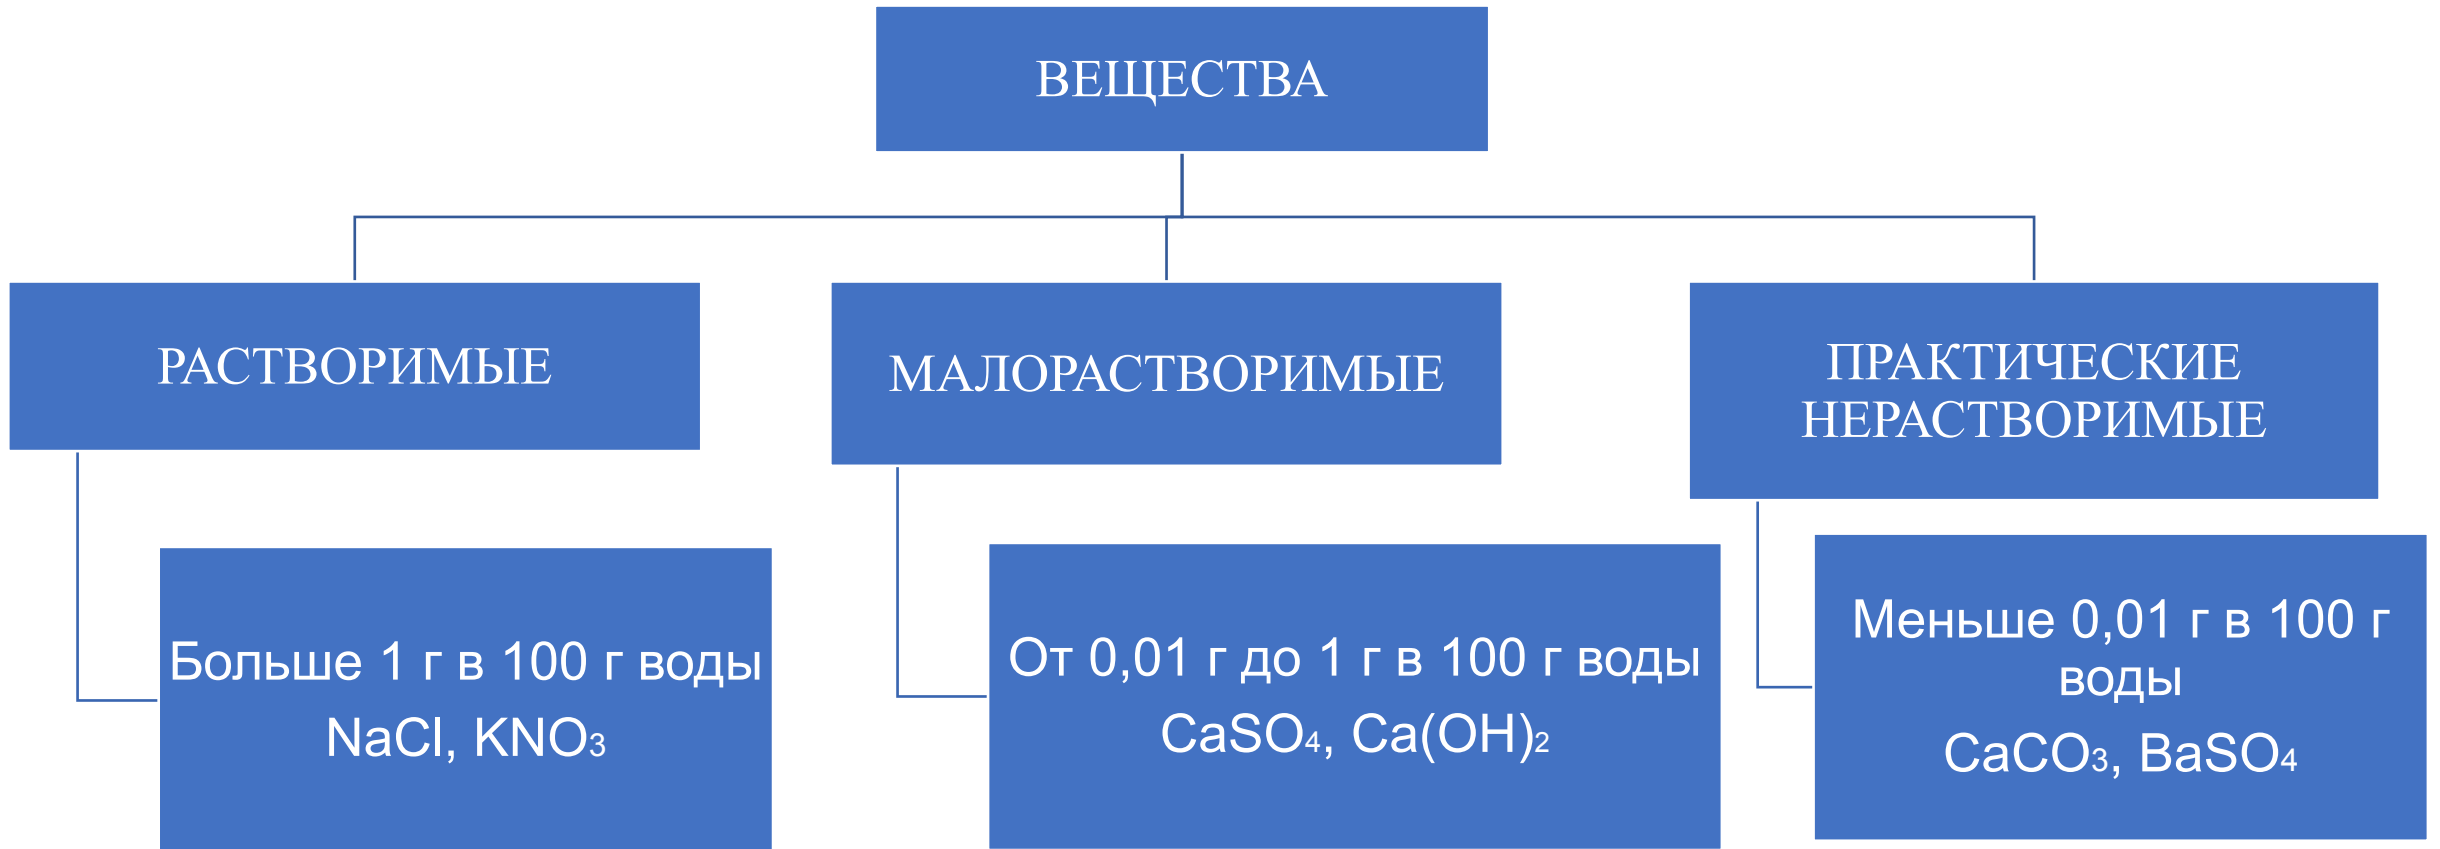 ВЕЩЕСТВА
РАСТВОРИМЫЕ
МАЛОРАСТВОРИМЫЕ
ПРАКТИЧЕСКИЕ
НЕРАСТВОРИМЫЕ
Больше 1 г в 100 г воды
NaCl, KNO₃
От 0,01 г до 1 г в 100 г воды
CaSO₄, Ca(OH)₂
Меньше 0,01 г в 100 г
воды
CaCO₃, BaSO₄